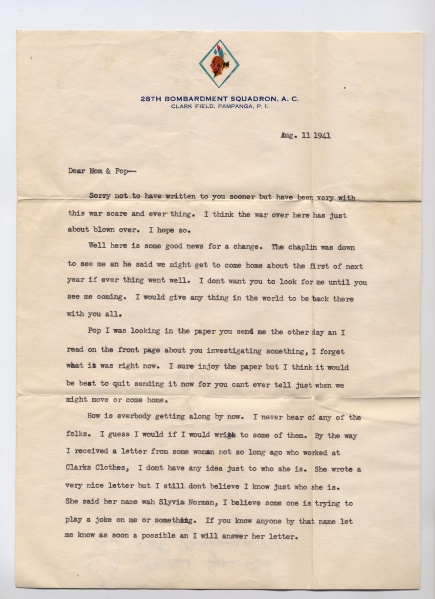 28TH BOMBARDMENT SQUADRON, A. C.
CLARK FIELD, PAMPANGA, P. I.
Aug. 11 1941
Dear Mom & Pop—
Sorry not to have written to you sooner but have been very with
this war scare and ever thing. I think the war over here has just
about blown over. I hope so.
Well here is some good news for a change. The chaplin was down
to see me an he said we might get to come home about the first of next
year if ever thing went well. I dont want you to look for me until you
see me coming. I would give any thing in the world to be back there
with you all.
Pop I was looking in the paper you send me the other day an I
read on the front page about you investigating something, I forget
what it was right now. I sure injoy the paper but I think it would
be best to quit sending it now for you cant ever tell just when we
might move or come home.
How is everbody getting along by now. I never hear of any of the
folks. I guess I would if I would write to some of them. By the way
I received a letter from some woman not so long ago who worked at
Clarks Clothes, I dont have any idea just to who she is. She wrote a
very nice letter but I still dont believe I know just who she is.
She said her name wah Slyvia Norman, I believe some one is trying to
play a joke on me or something. If you know anyone by that name let
me know as soon a possible an I will answer her letter.